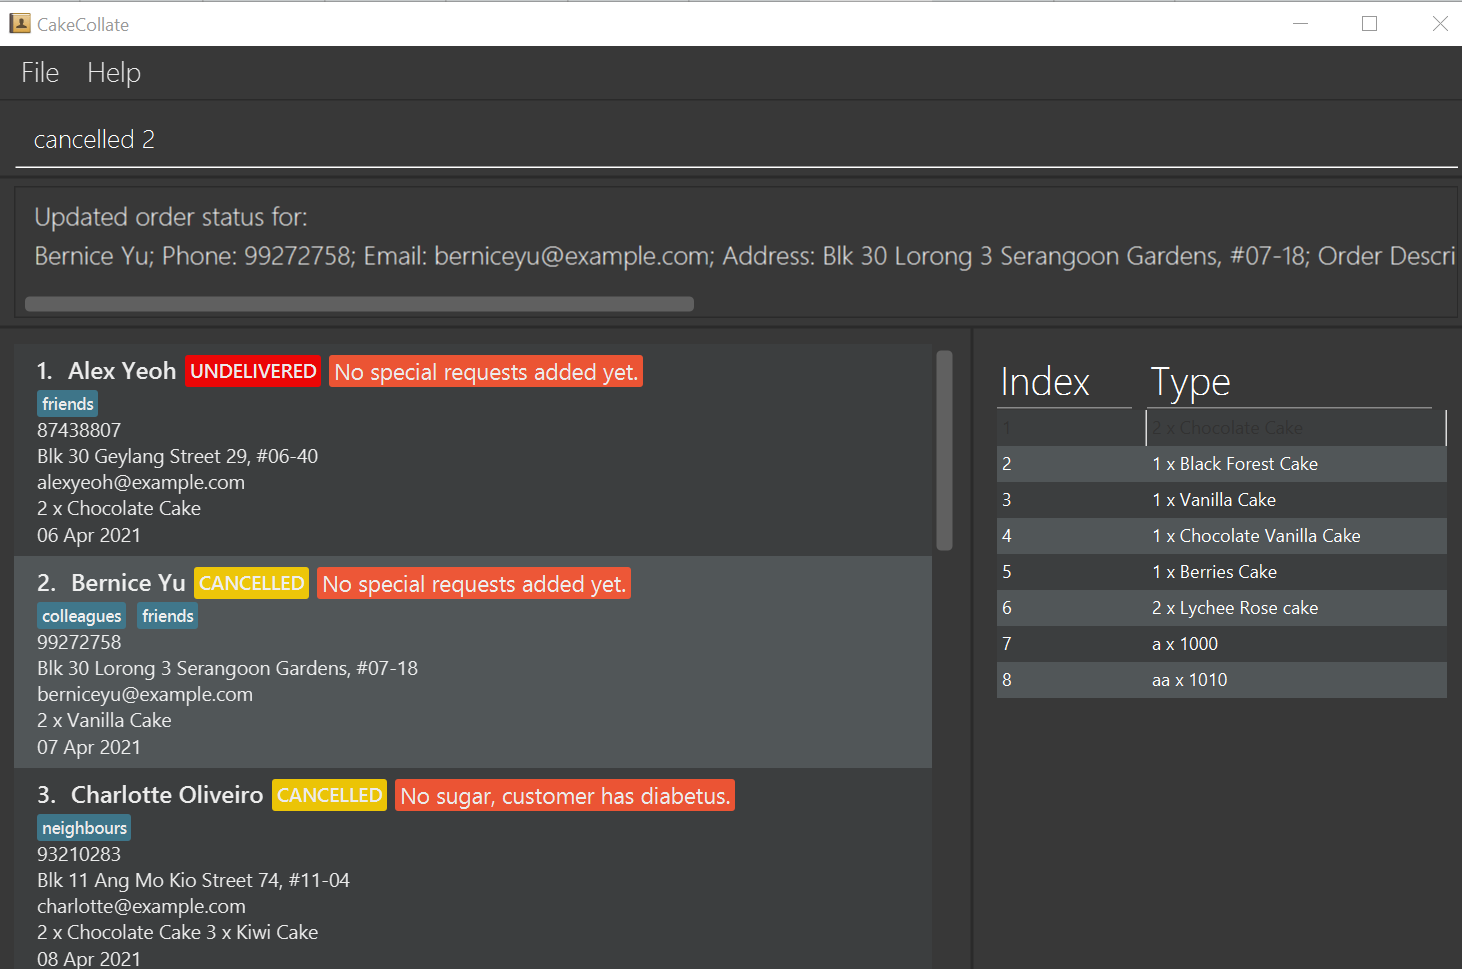 CakeCollate
File Help
cancelled 2
Updated order status for:
Bernice Yu; Phone: 99272758; Email: berniceyu@example.com; Address: Blk 30 Lorong 3 Serangoon Gardens, #07-18; Order Descri
1. Alex Yeoh UNDELIVERED No special requests added yet.
friends
87438807
Blk 30 Geylang Street 29, #06-40
alexyeoh@example.com
2 x Chocolate Cake
06 Apr 2021
2. Bernice Yu CANCELLED No special requests added yet.
colleagues friends
99272758
Blk 30 Lorong 3 Serangoon Gardens, #07-18
berniceyu@example.com
2 x Vanilla Cake
07 Apr 2021
3. Charlotte Oliveiro CANCELLED No sugar, customer has diabetus.
neighbours
93210283
Blk 11 Ang Mo Kio Street 74, #11-04
charlotte@example.com
2 x Chocolate Cake 3 x Kiwi Cake
08 Apr 2021
Index Type
1 2 x Chocolate Cake
2 1 x Black Forest Cake
3 1 x Vanilla Cake
4 1 x Chocolate Vanilla Cake
5 1 x Berries Cake
6 2 x Lychee Rose cake
7 a x 1000
8 aa x 1010